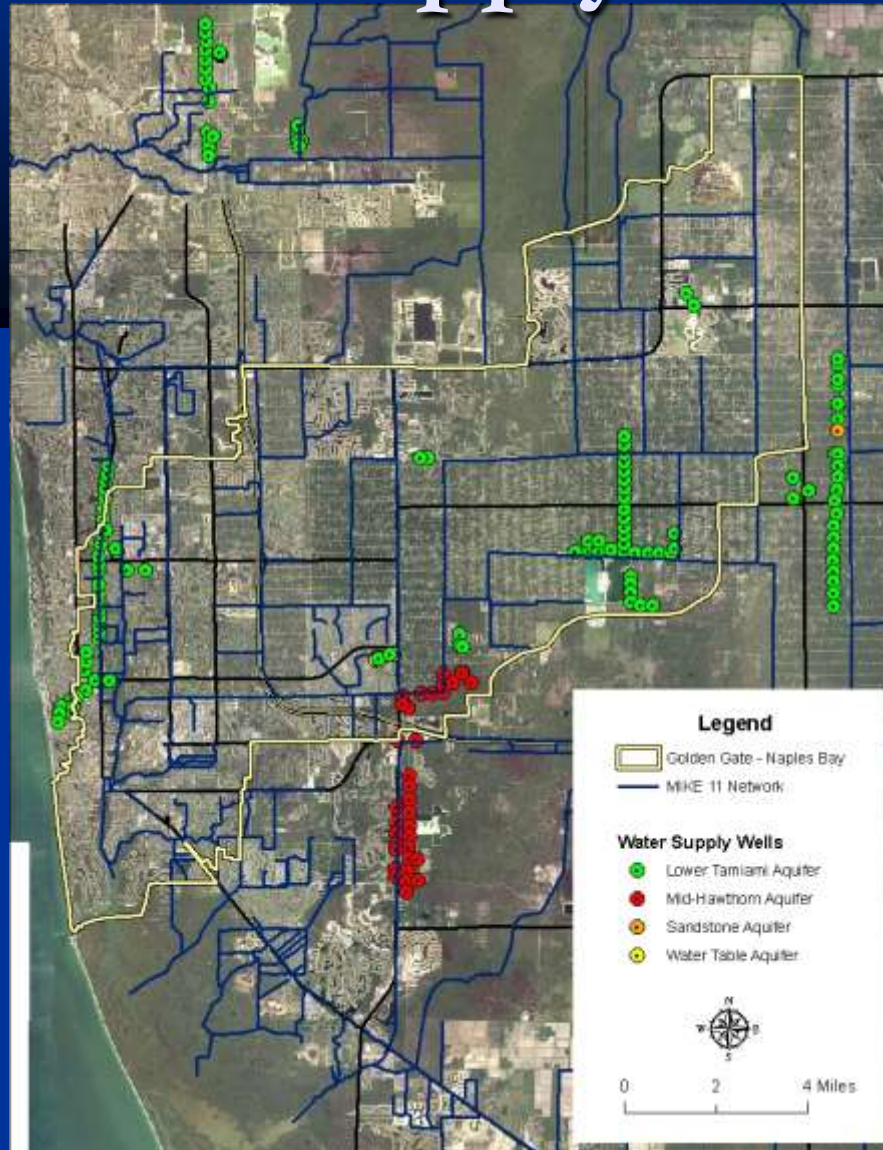 Legend
Golden Gate - Naples Bay
MIKE 11 Network
Water Supply Wells
Lower Tamiami Aquifer
Mid-Hawthorn Aquifer
Sandstone Aquifer
Water Table Aquifer
N
W E
S
0 2 4 Miles